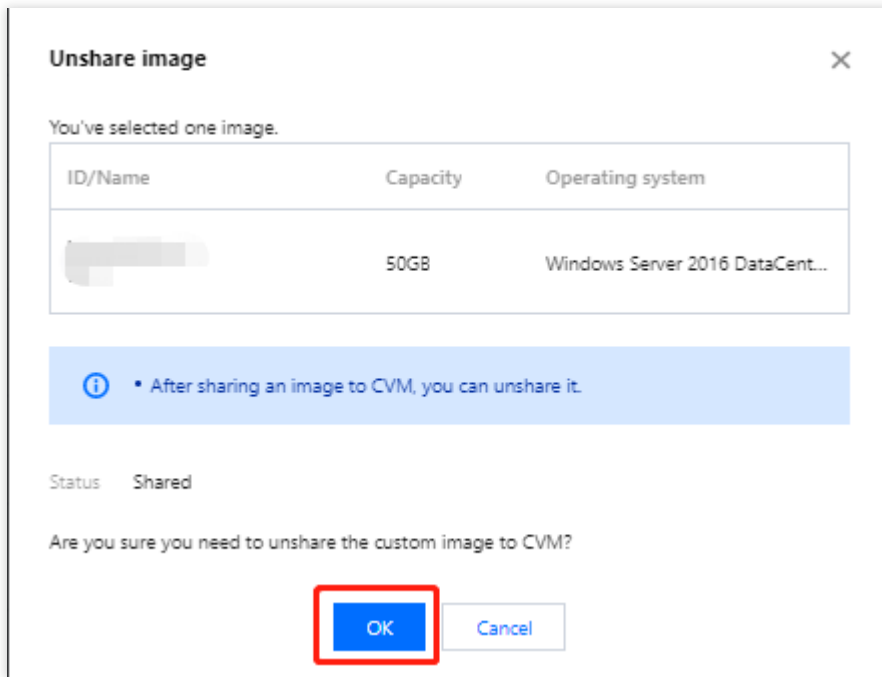 Unshare image
You've selected one image.
ID/Name Capacity Operating system
50GB Windows Server 2016 DataCent...
• After sharing an image to CVM, you can unshare it.
Status Shared
Are you sure you need to unshare the custom image to CVM?
OK Cancel